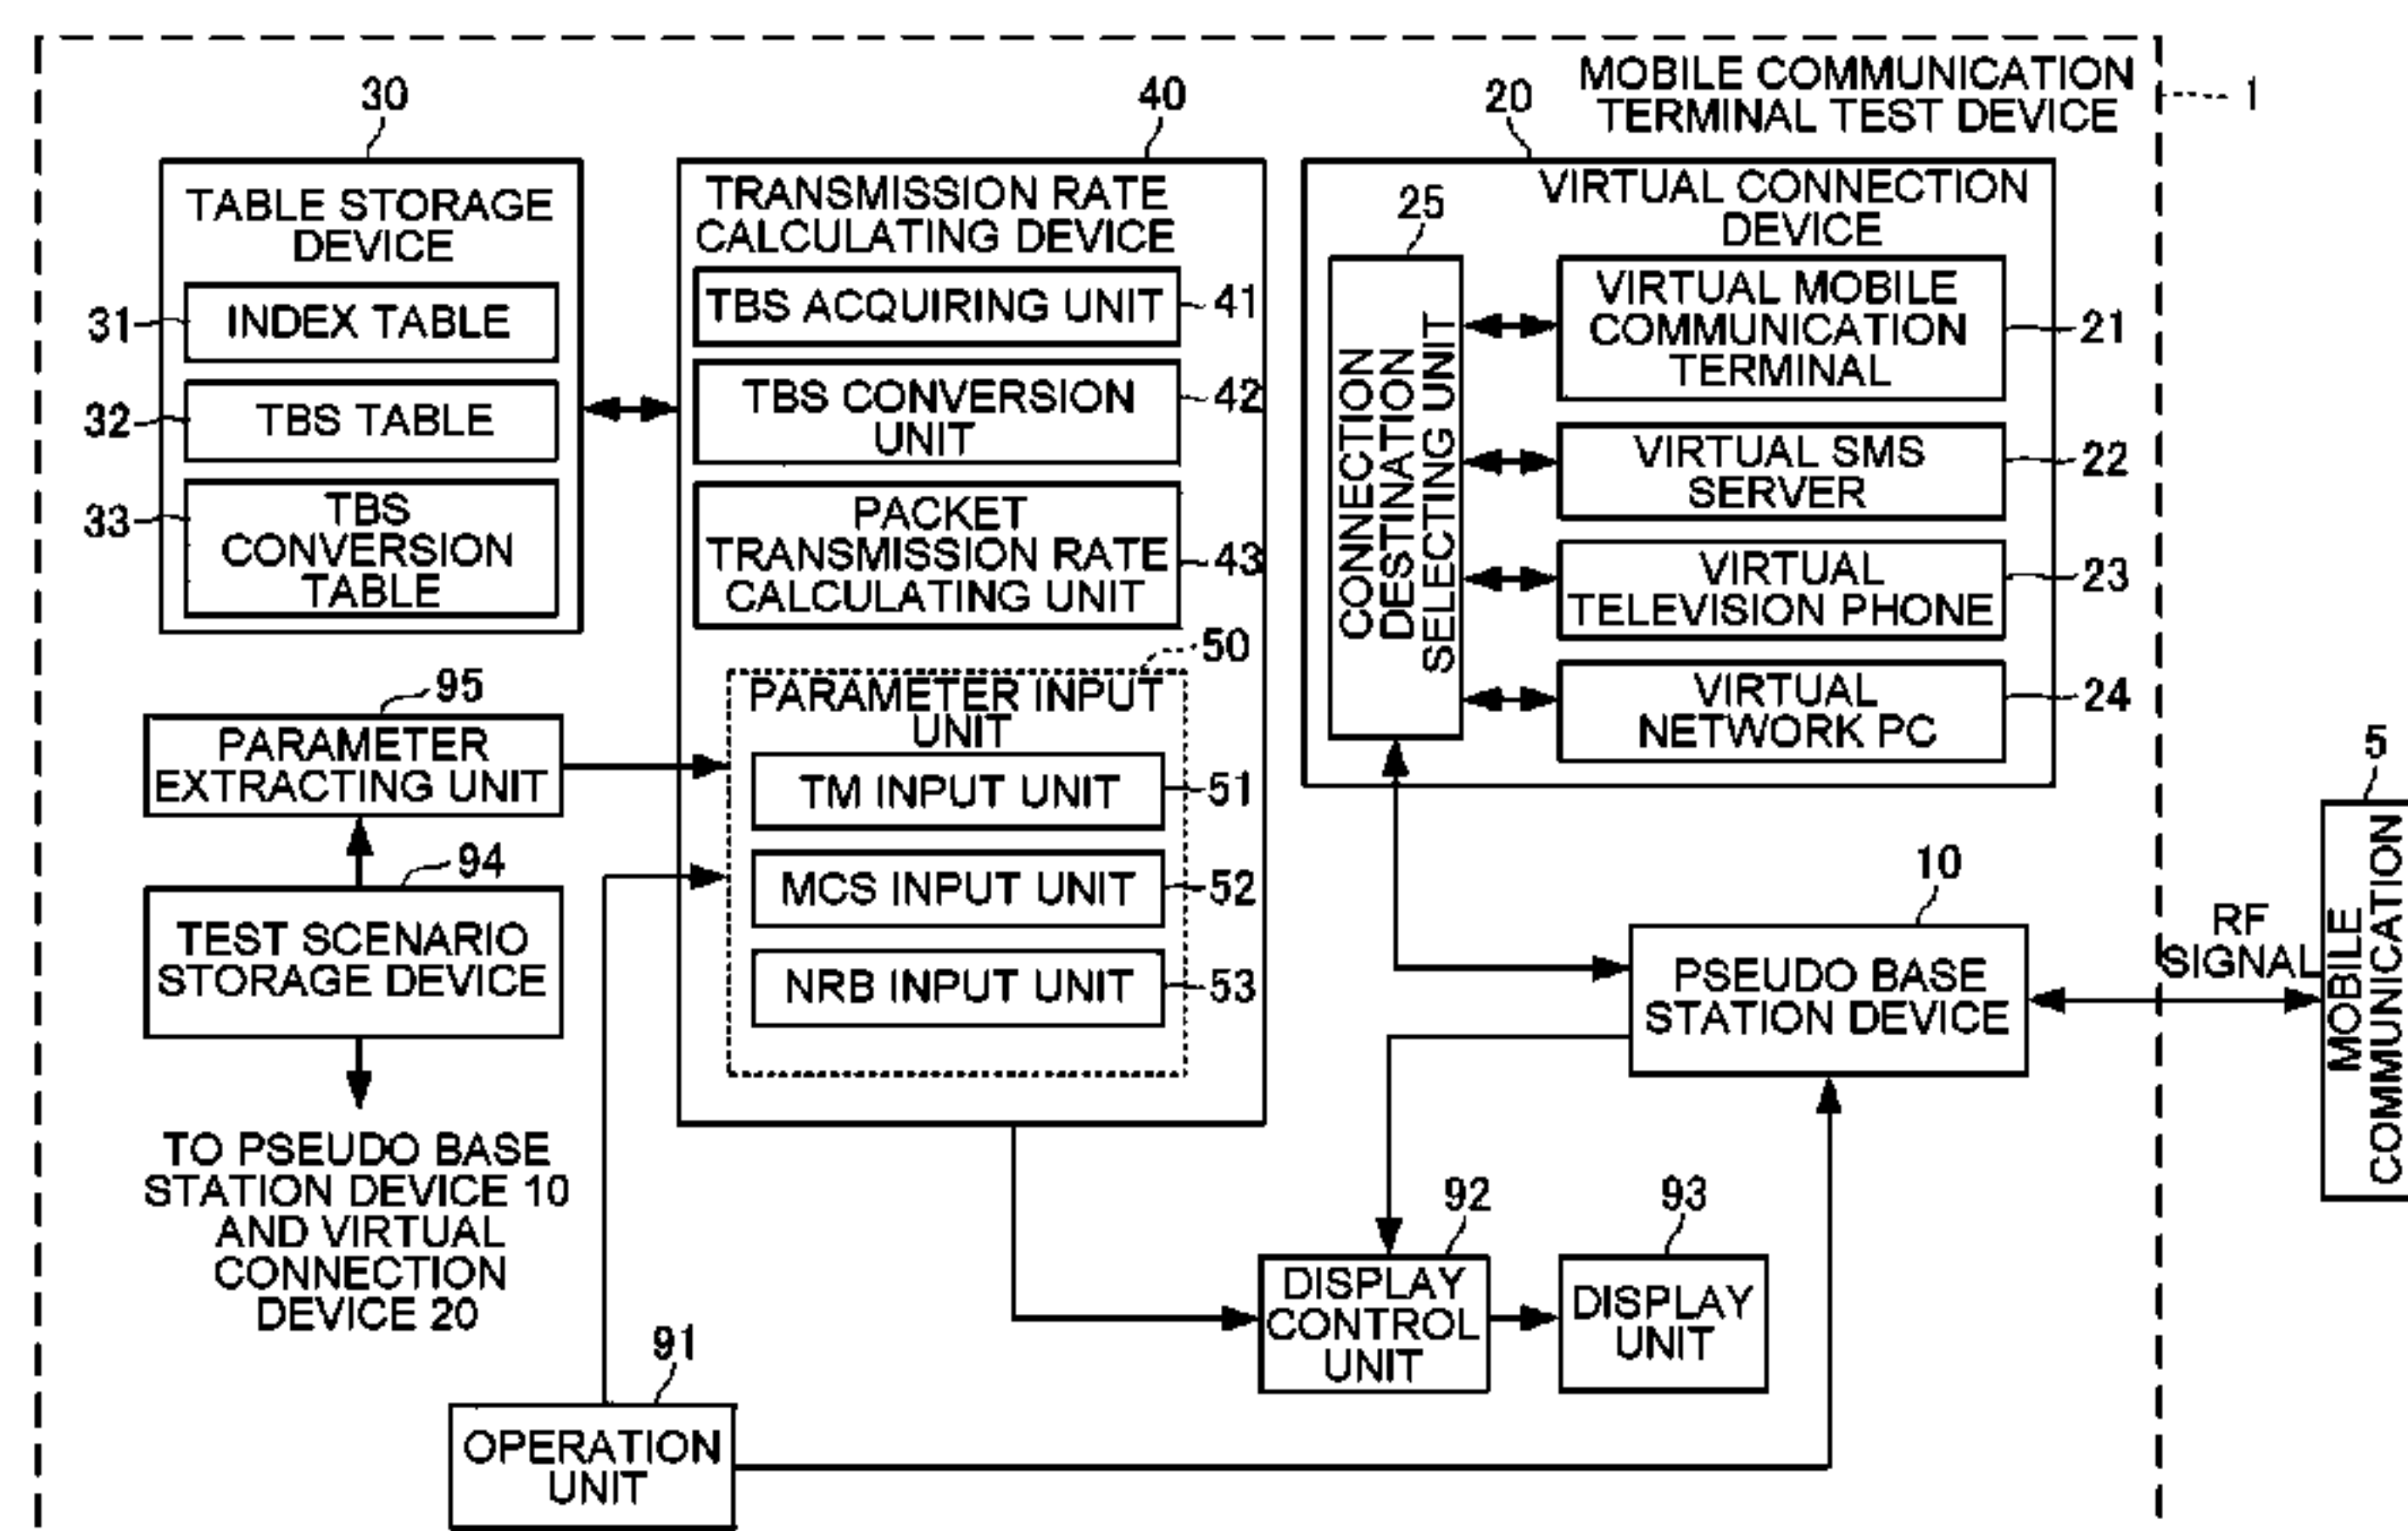 MOBILE COMMUNICATION
TERMINAL TEST DEVICE
1
30
TABLE STORAGE
DEVICE
31
INDEX TABLE
32
TBS TABLE
33
TBS
CONVERSION
TABLE
40
TRANSMISSION RATE
CALCULATING DEVICE
TBS ACQUIRING UNIT
41
TBS CONVERSION
UNIT
42
PACKET
TRANSMISSION RATE
CALCULATING UNIT
43
50
PARAMETER INPUT
UNIT
TM INPUT UNIT
51
MCS INPUT UNIT
52
NRB INPUT UNIT
53
20
VIRTUAL CONNECTION
DEVICE
25
CONNECTION
DESTINATION
SELECTING UNIT
VIRTUAL MOBILE
COMMUNICATION
TERMINAL
21
VIRTUAL SMS
SERVER
22
VIRTUAL
TELEVISION PHONE
23
VIRTUAL
NETWORK PC
24
95
PARAMETER
EXTRACTING UNIT
94
TEST SCENARIO
STORAGE DEVICE
TO PSEUDO BASE
STATION DEVICE 10
AND VIRTUAL
CONNECTION
DEVICE 20
10
PSEUDO BASE
STATION DEVICE
RF
SIGNAL
5
MOBILE
COMMUNICATION
92
DISPLAY
CONTROL
UNIT
93
DISPLAY
UNIT
91
OPERATION
UNIT